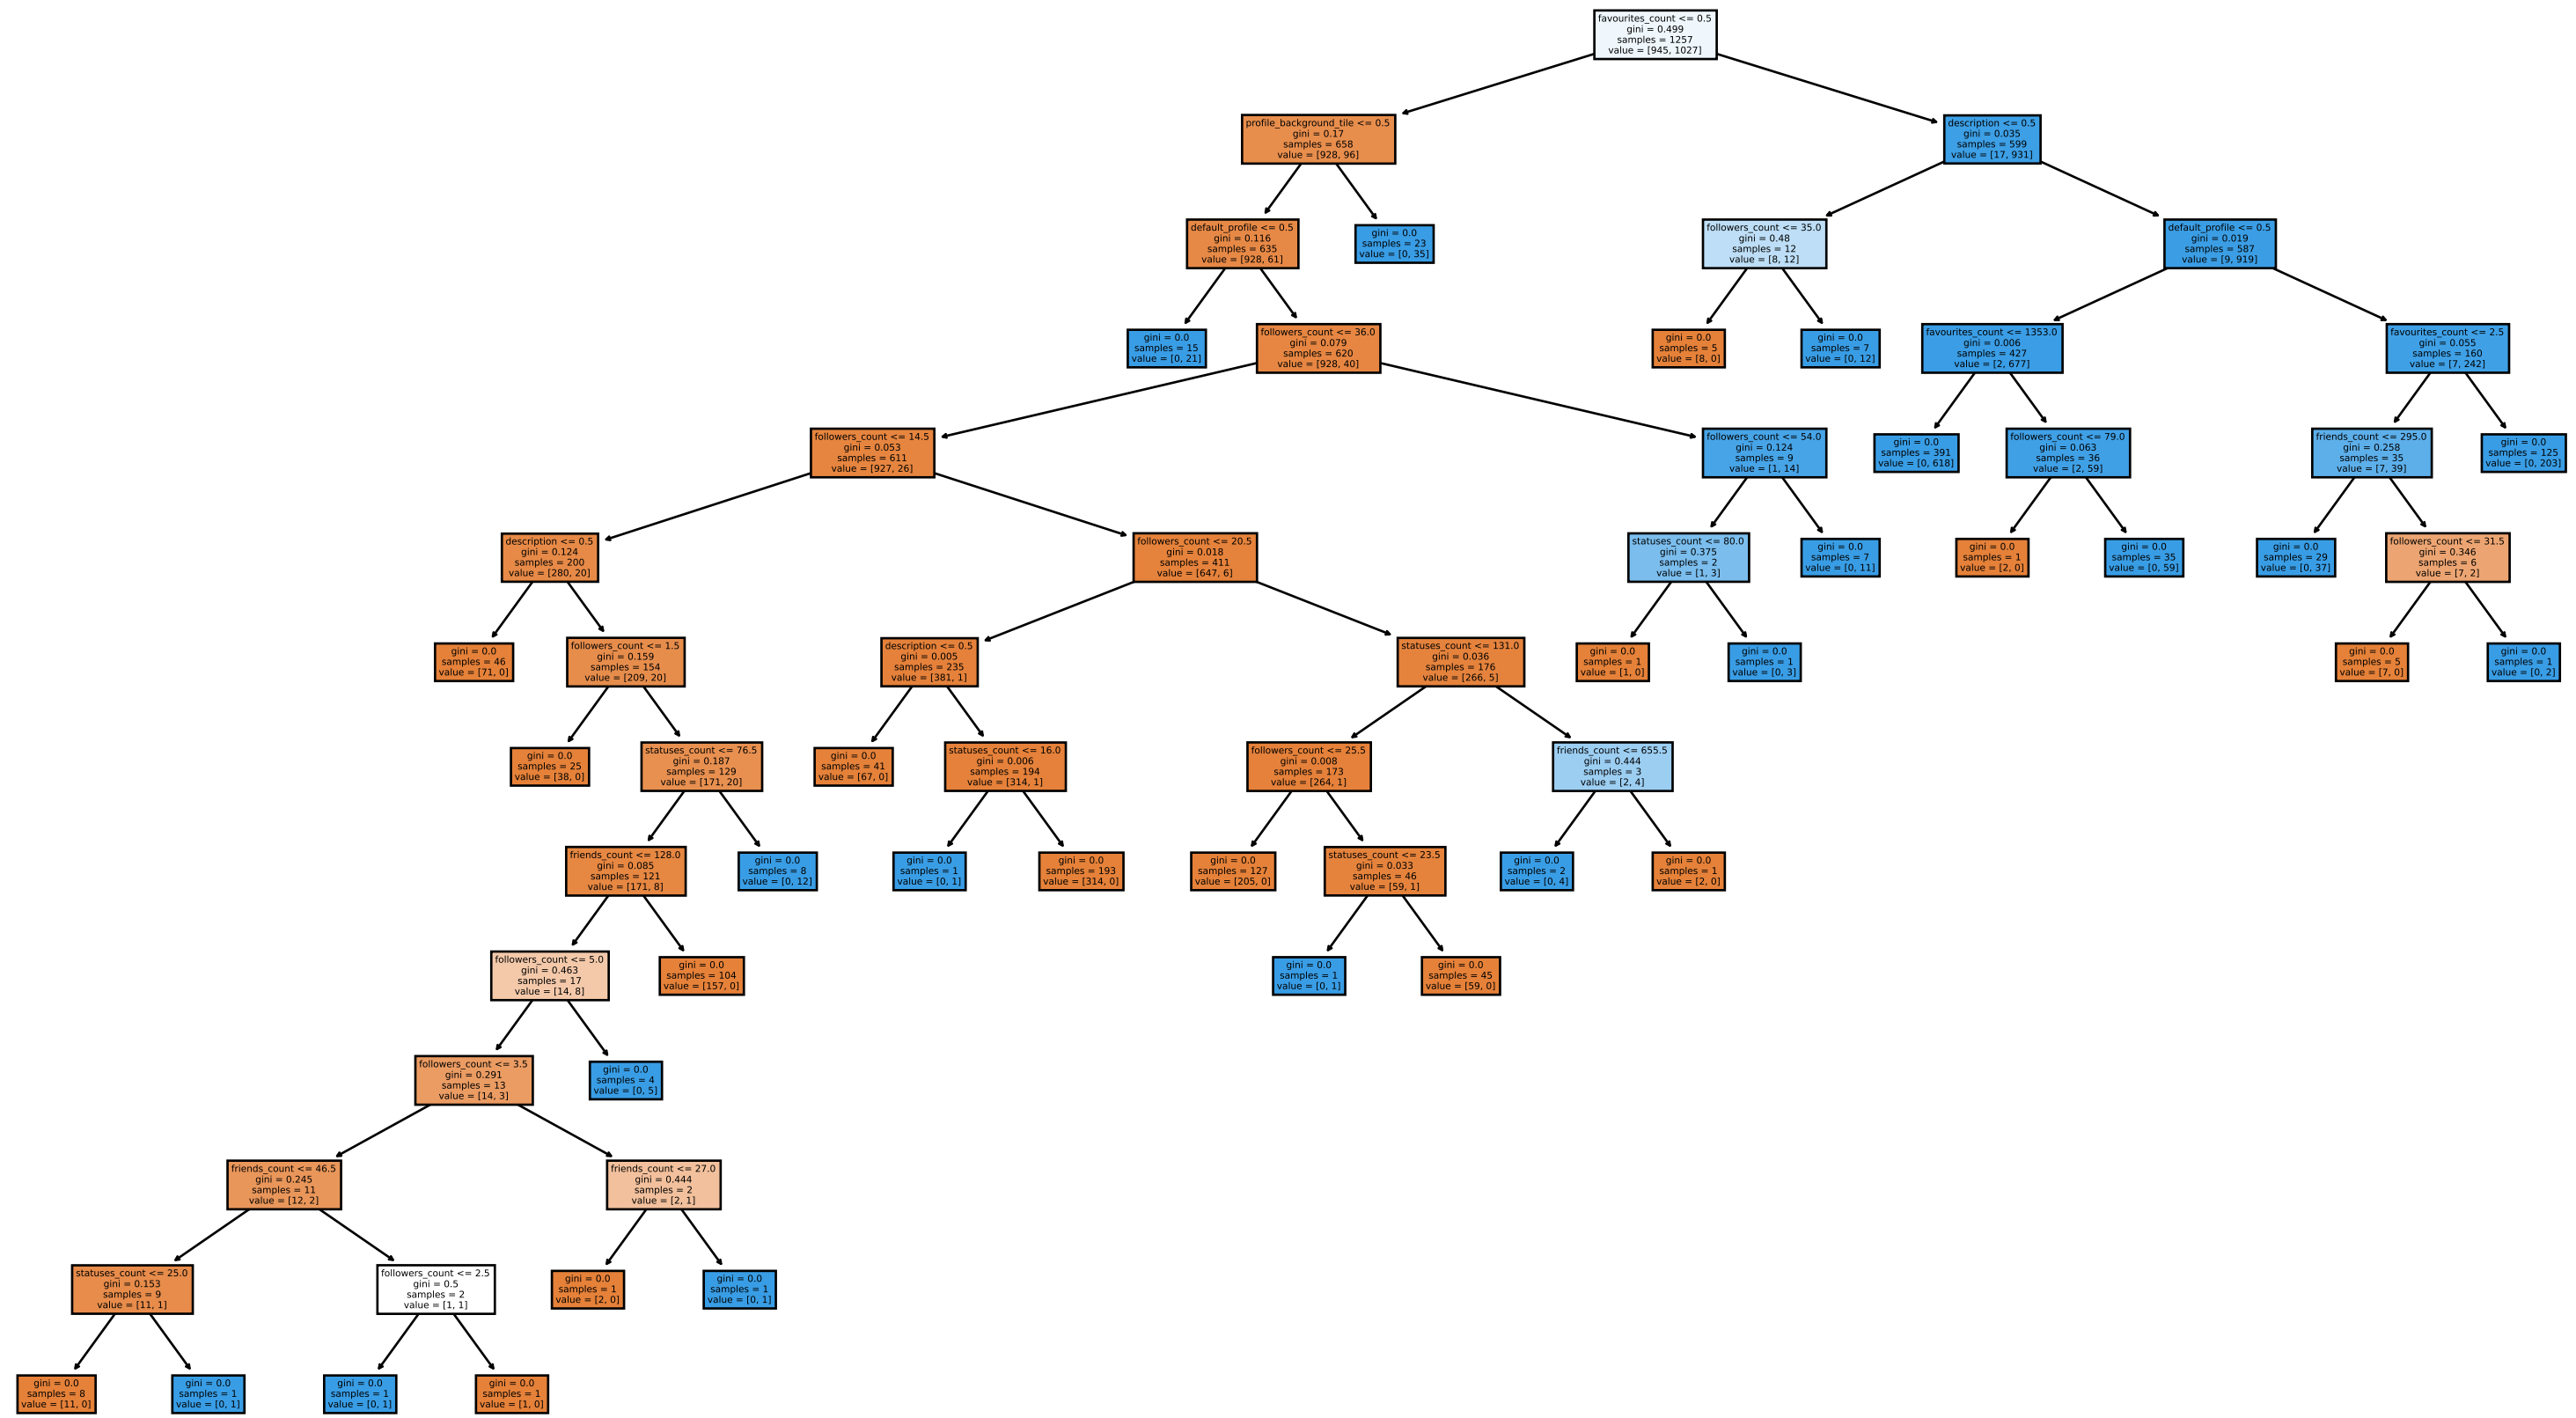 favourites_count <= 0.5
gini = 0.499
samples = 1257
value = [945, 1027]
profile_background_tile <= 0.5
gini = 0.17
samples = 658
value = [928, 96]
description <= 0.5
gini = 0.035
samples = 599
value = [17, 931]
default_profile <= 0.5
gini = 0.116
samples = 635
value = [928, 61]
gini = 0.0
samples = 23
value = [0, 35]
followers_count <= 35.0
gini = 0.48
samples = 12
value = [8, 12]
default_profile <= 0.5
gini = 0.019
samples = 587
value = [9, 919]
gini = 0.0
samples = 15
value = [0, 21]
followers_count <= 36.0
gini = 0.079
samples = 620
value = [928, 40]
gini = 0.0
samples = 5
value = [8, 0]
gini = 0.0
samples = 7
value = [0, 12]
favourites_count <= 1353.0
gini = 0.006
samples = 427
value = [2, 677]
favourites_count <= 2.5
gini = 0.055
samples = 160
value = [7, 242]
followers_count <= 14.5
gini = 0.053
samples = 611
value = [927, 26]
followers_count <= 54.0
gini = 0.124
samples = 9
value = [1, 14]
gini = 0.0
samples = 391
value = [0, 618]
followers_count <= 79.0
gini = 0.063
samples = 36
value = [2, 59]
friends_count <= 295.0
gini = 0.258
samples = 35
value = [7, 39]
gini = 0.0
samples = 125
value = [0, 203]
description <= 0.5
gini = 0.124
samples = 200
value = [280, 20]
followers_count <= 20.5
gini = 0.018
samples = 411
value = [647, 6]
statuses_count <= 80.0
gini = 0.375
samples = 2
value = [1, 3]
gini = 0.0
samples = 7
value = [0, 11]
gini = 0.0
samples = 1
value = [2, 0]
gini = 0.0
samples = 35
value = [0, 59]
gini = 0.0
samples = 29
value = [0, 37]
followers_count <= 31.5
gini = 0.346
samples = 6
value = [7, 2]
gini = 0.0
samples = 46
value = [71, 0]
followers_count <= 1.5
gini = 0.159
samples = 154
value = [209, 20]
description <= 0.5
gini = 0.005
samples = 235
value = [381, 1]
statuses_count <= 131.0
gini = 0.036
samples = 176
value = [266, 5]
gini = 0.0
samples = 1
value = [1, 0]
gini = 0.0
samples = 1
value = [0, 3]
gini = 0.0
samples = 5
value = [7, 0]
gini = 0.0
samples = 1
value = [0, 2]
gini = 0.0
samples = 25
value = [38, 0]
statuses_count <= 76.5
gini = 0.187
samples = 129
value = [171, 20]
gini = 0.0
samples = 41
value = [67, 0]
statuses_count <= 16.0
gini = 0.006
samples = 194
value = [314, 1]
followers_count <= 25.5
gini = 0.008
samples = 173
value = [264, 1]
friends_count <= 655.5
gini = 0.444
samples = 3
value = [2, 4]
friends_count <= 128.0
gini = 0.085
samples = 121
value = [171, 8]
gini = 0.0
samples = 8
value = [0, 12]
gini = 0.0
samples = 1
value = [0, 1]
gini = 0.0
samples = 193
value = [314, 0]
gini = 0.0
samples = 127
value = [205, 0]
statuses_count <= 23.5
gini = 0.033
samples = 46
value = [59, 1]
gini = 0.0
samples = 2
value = [0, 4]
gini = 0.0
samples = 1
value = [2, 0]
followers_count <= 5.0
gini = 0.463
samples = 17
value = [14, 8]
gini = 0.0
samples = 104
value = [157, 0]
gini = 0.0
samples = 1
value = [0, 1]
gini = 0.0
samples = 45
value = [59, 0]
followers_count <= 3.5
gini = 0.291
samples = 13
value = [14, 3]
gini = 0.0
samples = 4
value = [0, 5]
friends_count <= 46.5
gini = 0.245
samples = 11
value = [12, 2]
friends_count <= 27.0
gini = 0.444
samples = 2
value = [2, 1]
statuses_count <= 25.0
gini = 0.153
samples = 9
value = [11, 1]
followers_count <= 2.5
gini = 0.5
samples = 2
value = [1, 1]
gini = 0.0
samples = 1
value = [2, 0]
gini = 0.0
samples = 1
value = [0, 1]
gini = 0.0
samples = 8
value = [11, 0]
gini = 0.0
samples = 1
value = [0, 1]
gini = 0.0
samples = 1
value = [0, 1]
gini = 0.0
samples = 1
value = [1, 0]